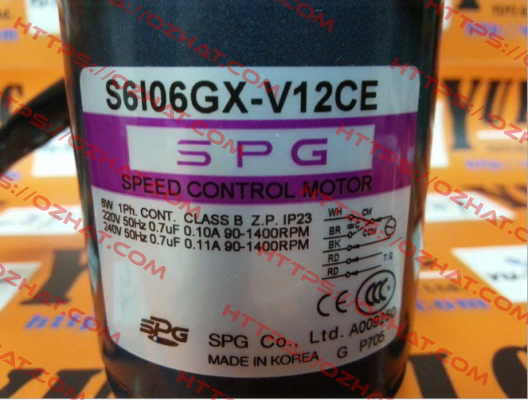 S6I06GX-V12CE
SPG
SPEED CONTROL MOTOR
6W 1Ph. CONT. CLASS B Z.P. IP23
220V 50Hz 0.7uF 0.10A 90-1400RPM
240V 50Hz 0.7uF 0.11A 90-1400RPM
WH CW
BR C CCW
BK
RD T.G
RD
CE CCC
A009250
SPG SPG Co., Ltd.
MADE IN KOREA G P705
HTTPS://OZHAT.COM